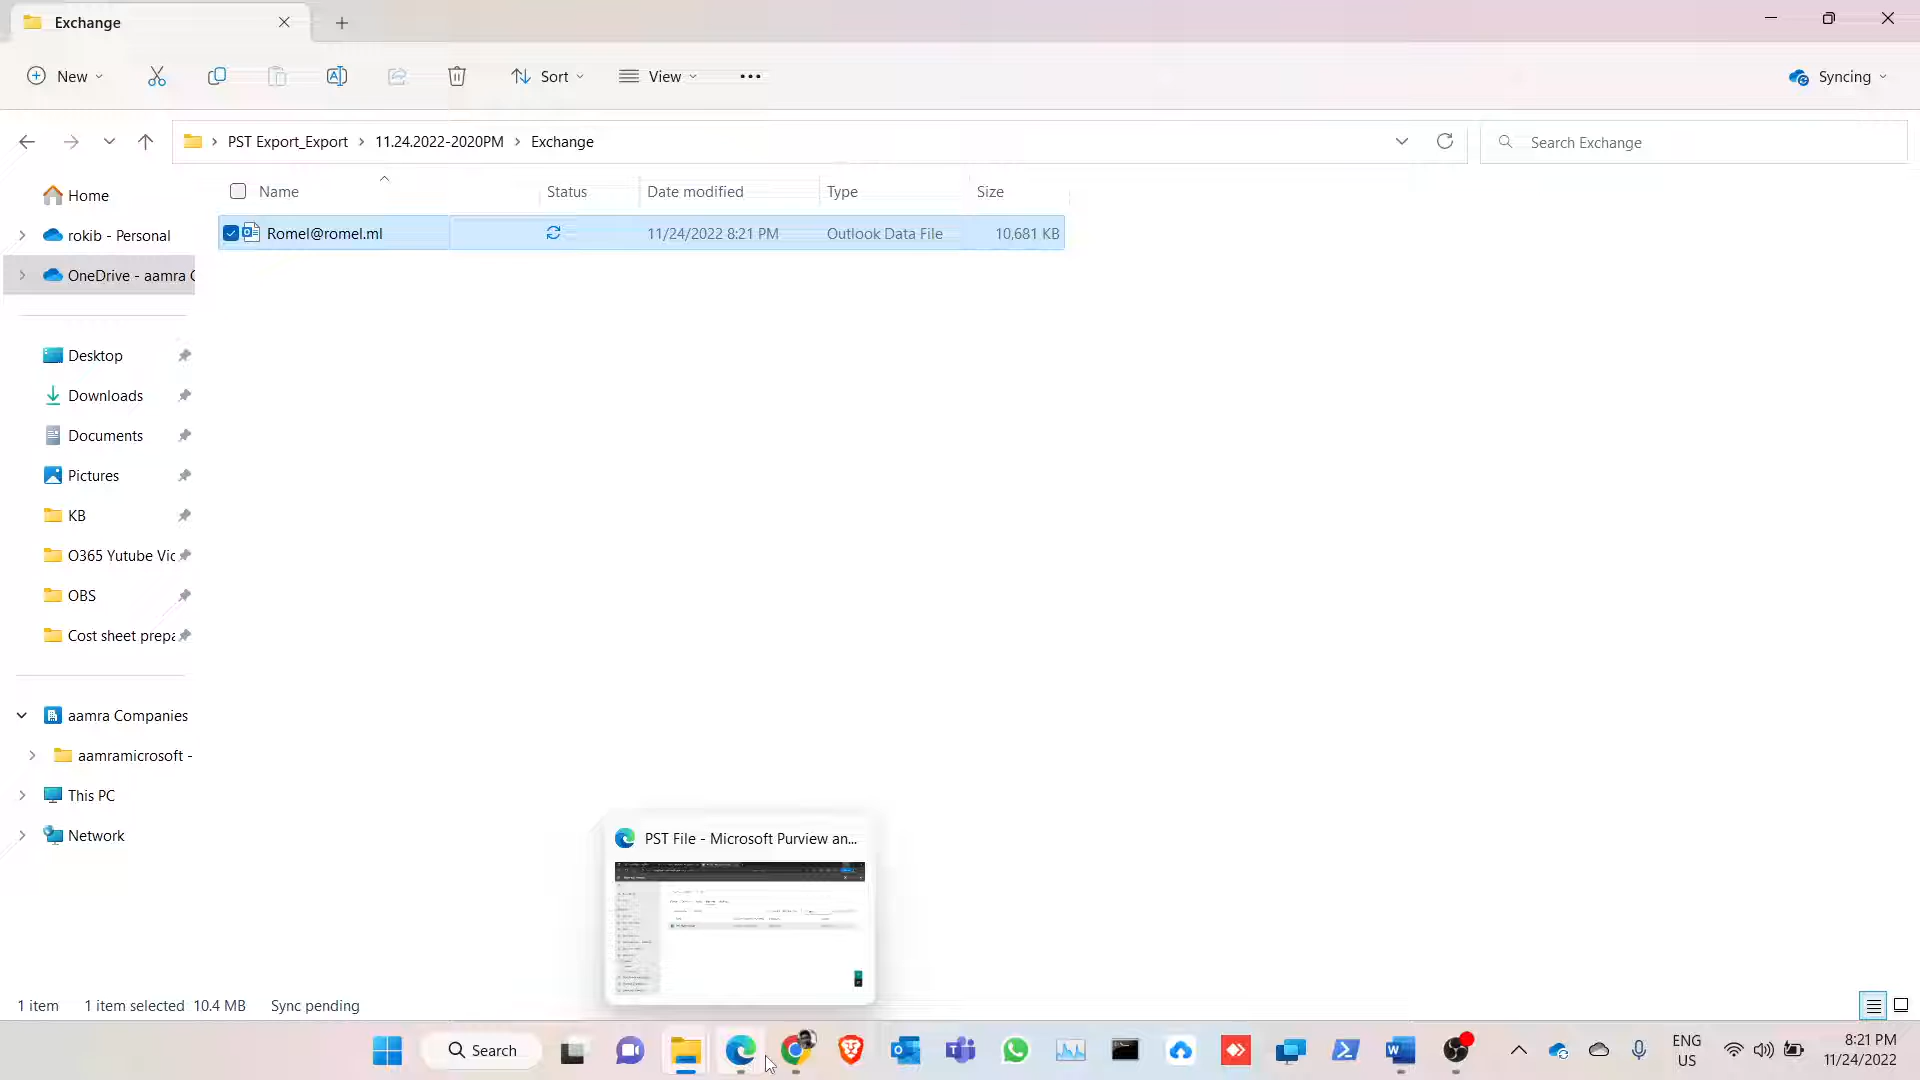 Exchange
New
Sort
View
Syncing
PST Export_Export
11.24.2022-2020PM
Exchange
Search Exchange
Name
Status
Date modified
Type
Size
Romel@romel.ml
11/24/2022 8:21 PM
Outlook Data File
10,681 KB
Home
rokib - Personal
OneDrive - aamra C
Desktop
Downloads
Documents
Pictures
KB
O365 Yutube Vic
OBS
Cost sheet prepa
aamra Companies
aamramicrosoft -
This PC
Network
PST File - Microsoft Purview an...
1 item
1 item selected 10.4 MB
Sync pending
Search
ENG
US
8:21 PM
11/24/2022